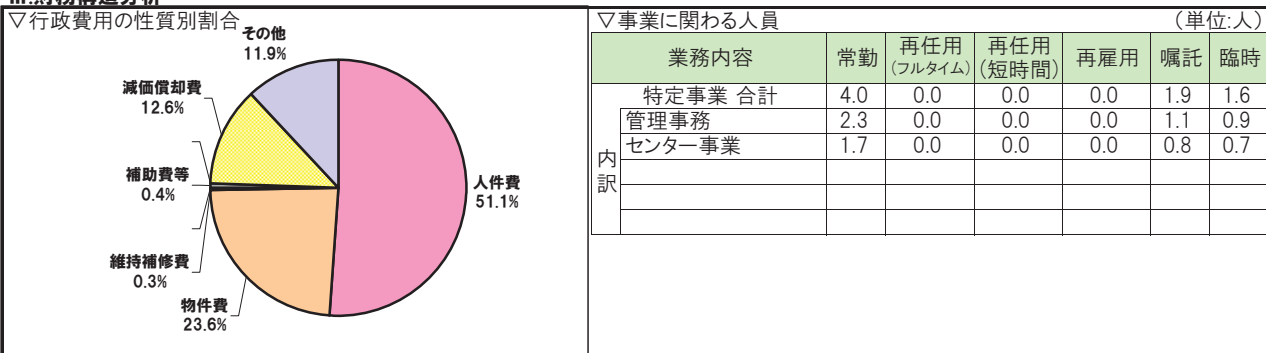 Ⅲ.財務構造分析
▽行政費用の性質別割合
その他
11.9%
減価償却費
12.6%
補助費等
0.4%
維持補修費
0.3%
物件費
23.6%
人件費
51.1%
▽事業に関わる人員 (単位:人)
業務内容 常勤 再任用(フルタイム) 再任用(短時間) 再雇用 嘱託 臨時
特定事業 合計 4.0 0.0 0.0 0.0 1.9 1.6
内訳
管理事務 2.3 0.0 0.0 0.0 1.1 0.9
センター事業 1.7 0.0 0.0 0.0 0.8 0.7